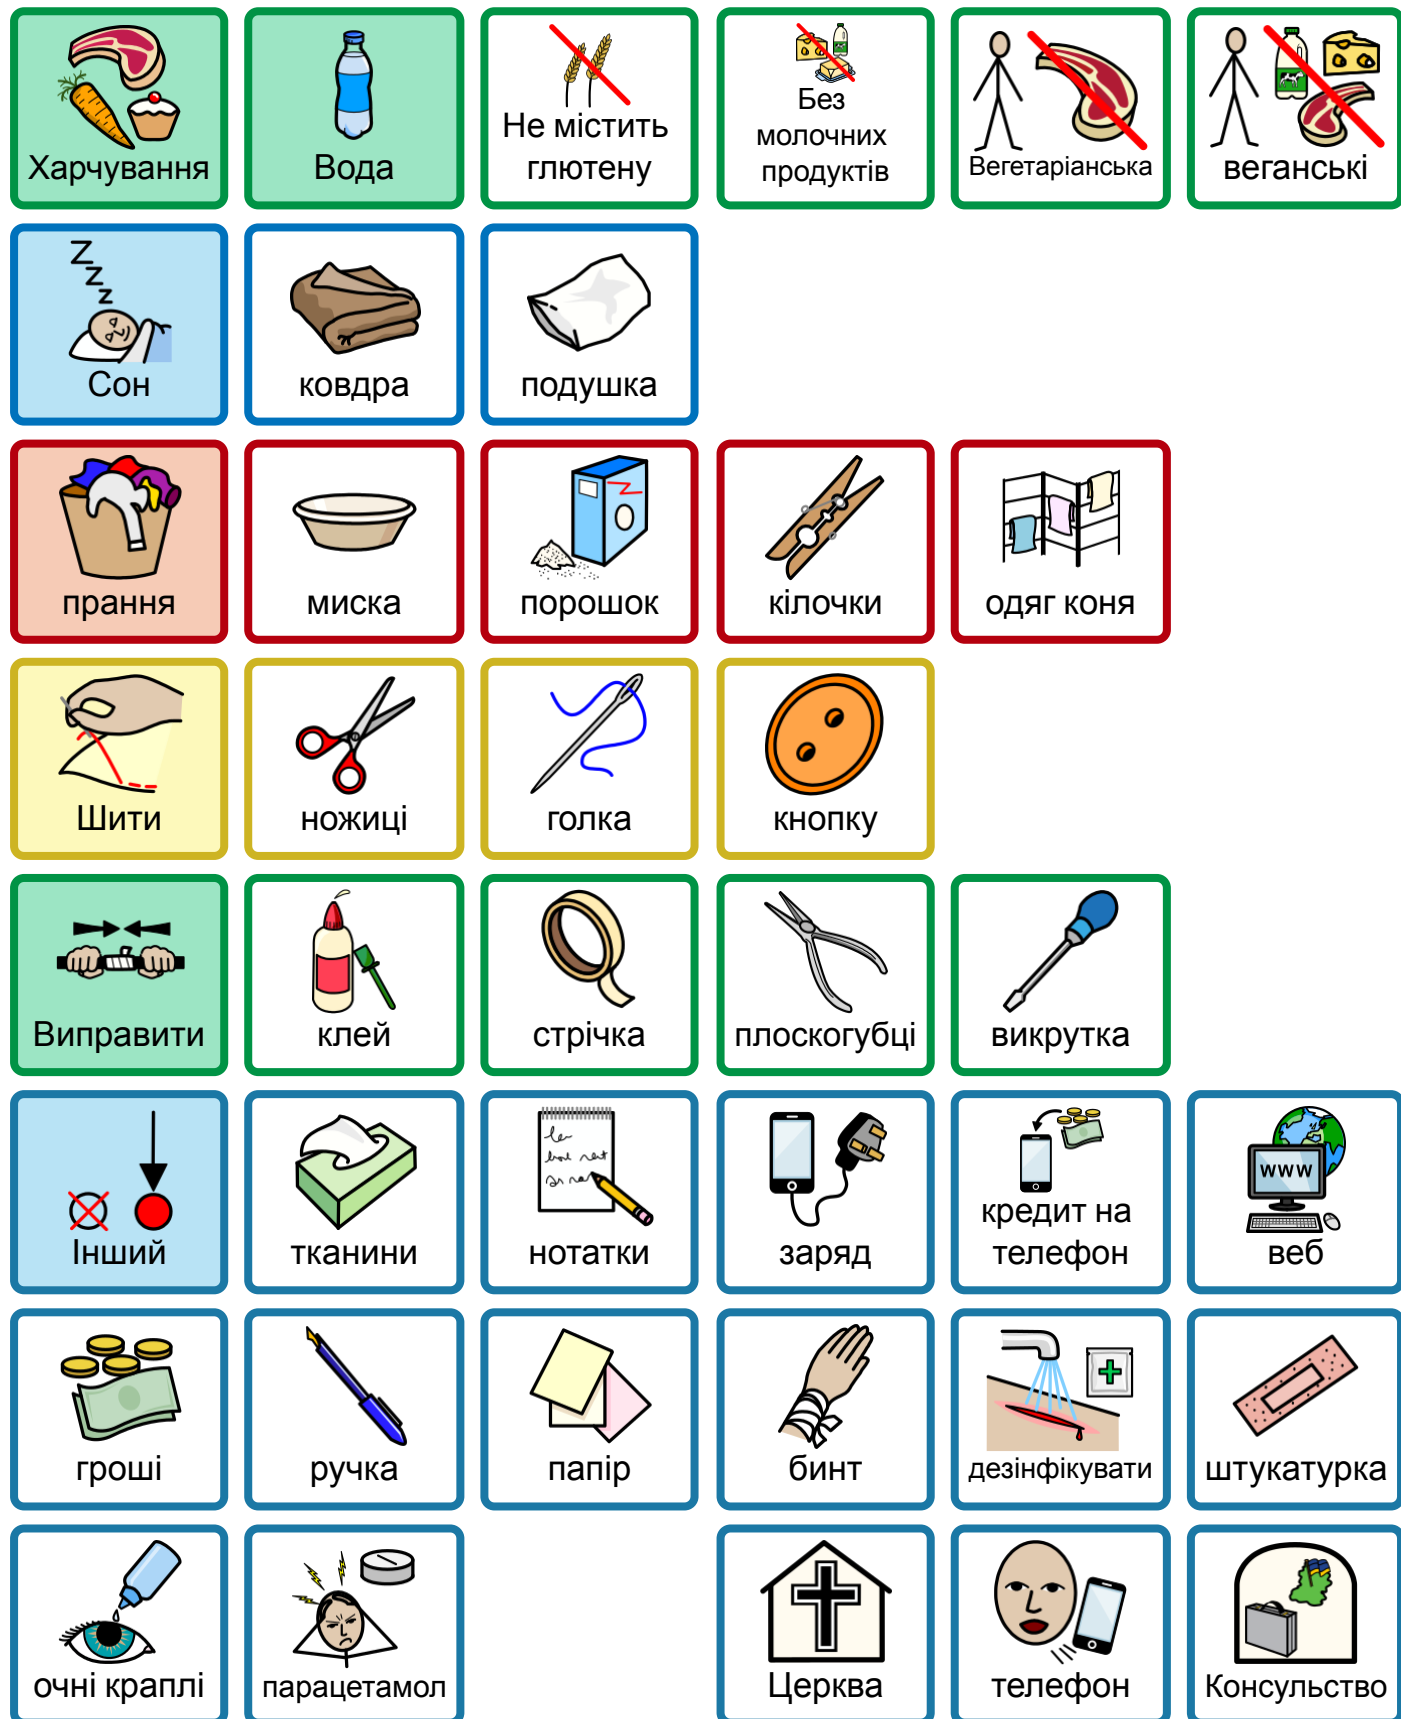 Харчування
Вода
Не містить
глютену
Без
молочних
продуктів
Вегетаріанська
веганські
Z
Z
Z
Z
Сон
ковдра
подушка
прання
миска
порошок
кілочки
одяг коня
Шити
ножиці
голка
кнопку
Виправити
клей
стрічка
плоскогубці
викрутка
Інший
тканини
нотатки
заряд
кредит на
телефон
www
веб
гроші
ручка
папір
бинт
дезінфікувати
штукатурка
очні краплі
парацетамол
Церква
телефон
Консульство